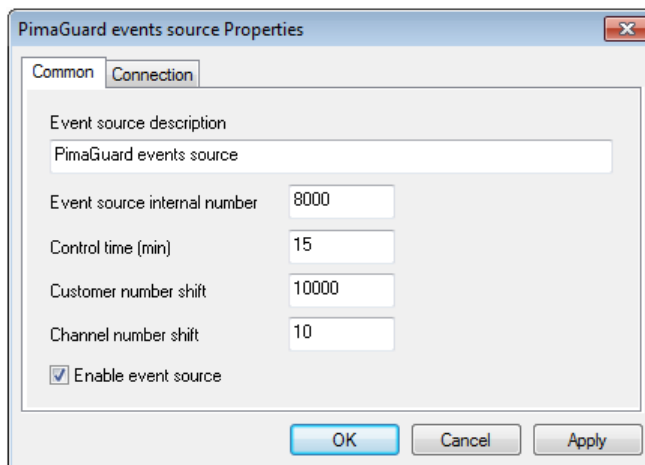 PimaGuard events source Properties
Common Connection
Event source description
PimaGuard events source
Event source internal number 8000
Control time (min) 15
Customer number shift 10000
Channel number shift 10
Enable event source
OK Cancel Apply